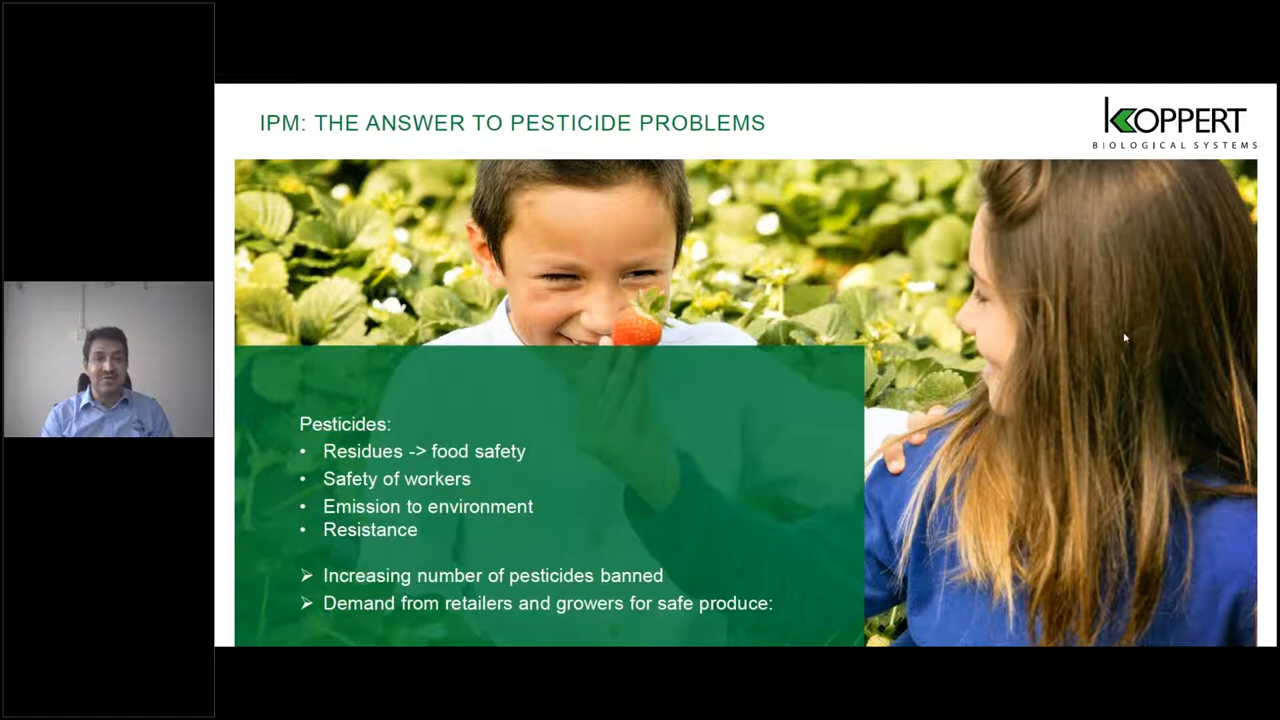 IPM: THE ANSWER TO PESTICIDE PROBLEMS
KOPPERT
BIOLOGICAL SYSTEMS
Pesticides:
• Residues -> food safety
• Safety of workers
• Emission to environment
• Resistance
➢ Increasing number of pesticides banned
➢ Demand from retailers and growers for safe produce: